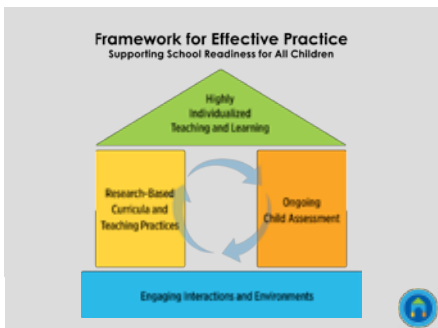 Framework for Effective Practice
Supporting School Readiness for All Children
Highly
Individualized
Teaching and Learning
Research-Based
Curricula and
Teaching Practices
Ongoing
Child Assessment
Engaging Interactions and Environments